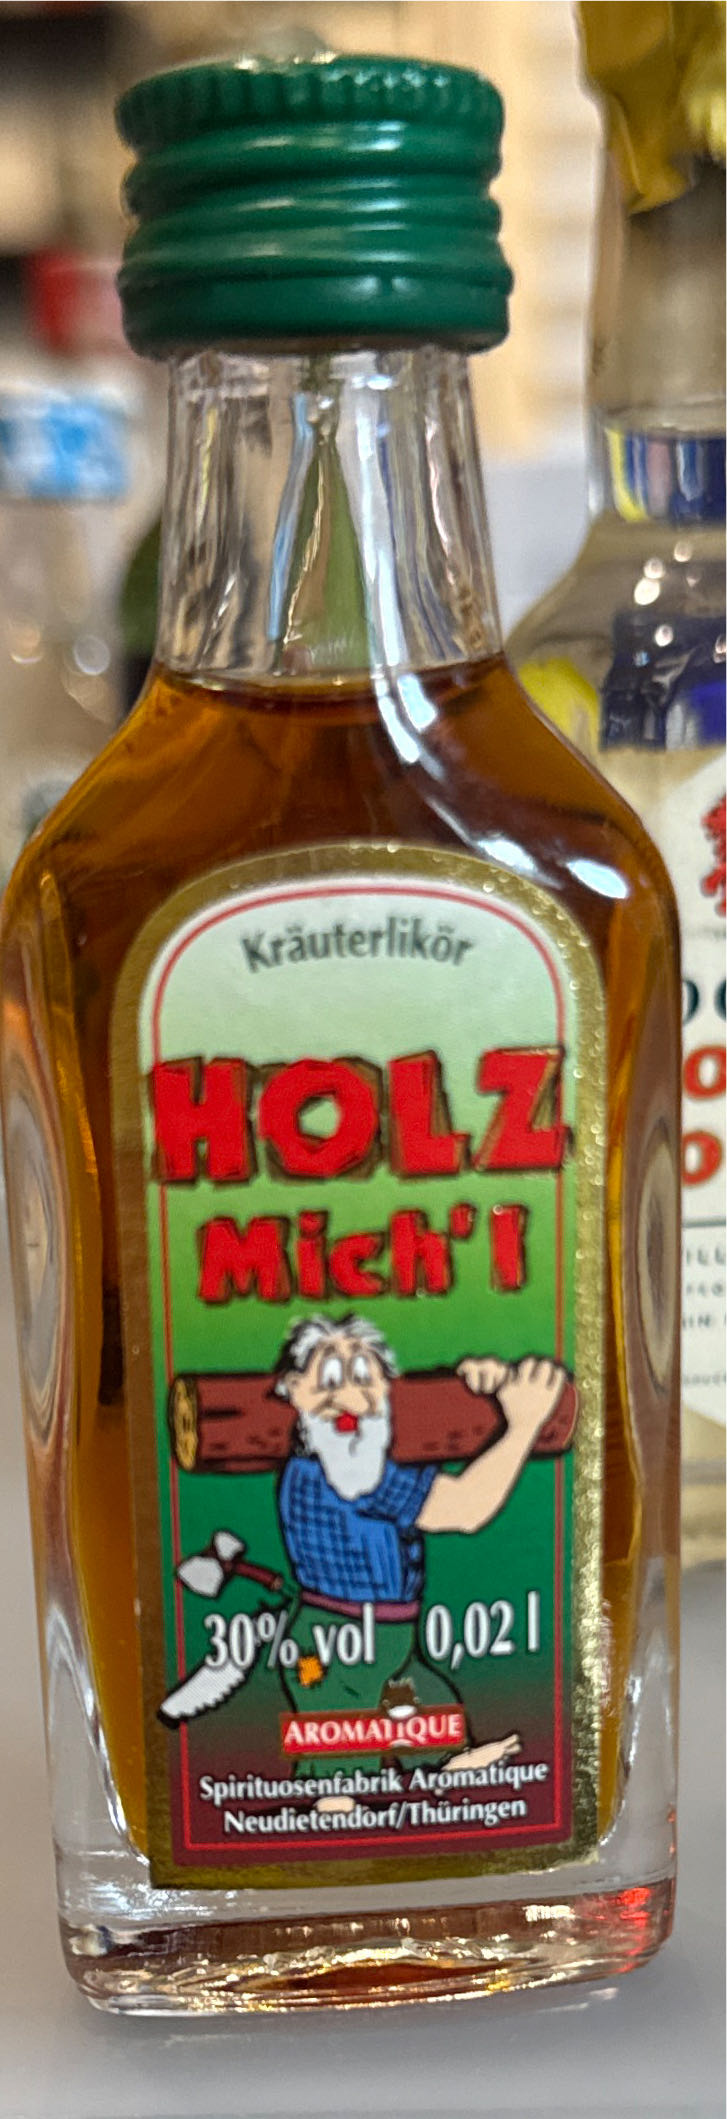 Kräuterlikör
HOLZ
Mich'l
30% vol 0,02 l
AROMATIQUE
Spirituosenfabrik Aromatique
Neudietendorf/Thüringen